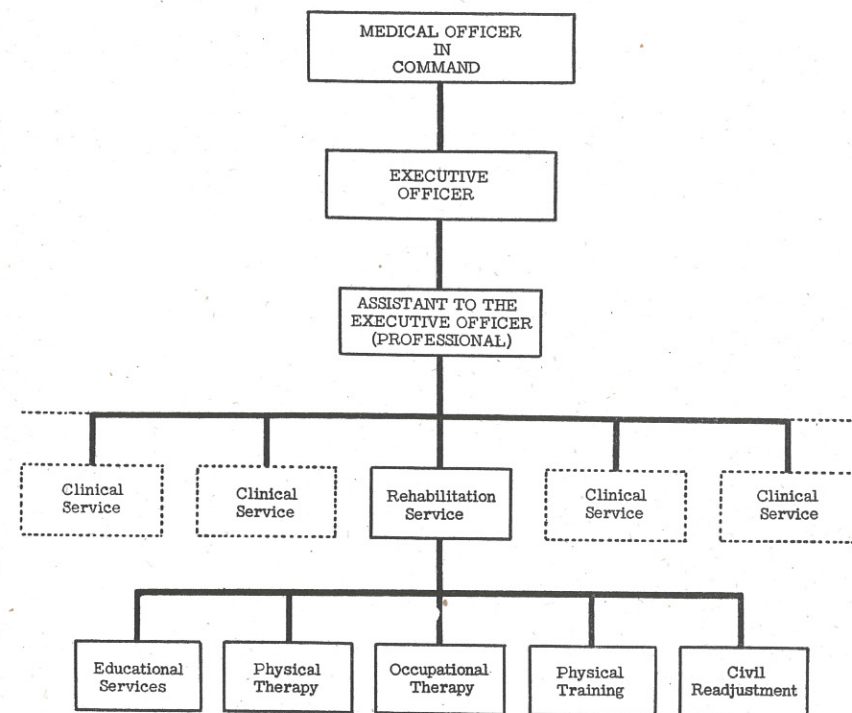 MEDICAL OFFICER
IN
COMMAND
EXECUTIVE
OFFICER
ASSISTANT TO THE
EXECUTIVE OFFICER
(PROFESSIONAL)
Clinical
Service
Clinical
Service
Rehabilitation
Service
Clinical
Service
Clinical
Service
Educational
Services
Physical
Therapy
Occupational
Therapy
Physical
Training
Civil
Readjustment